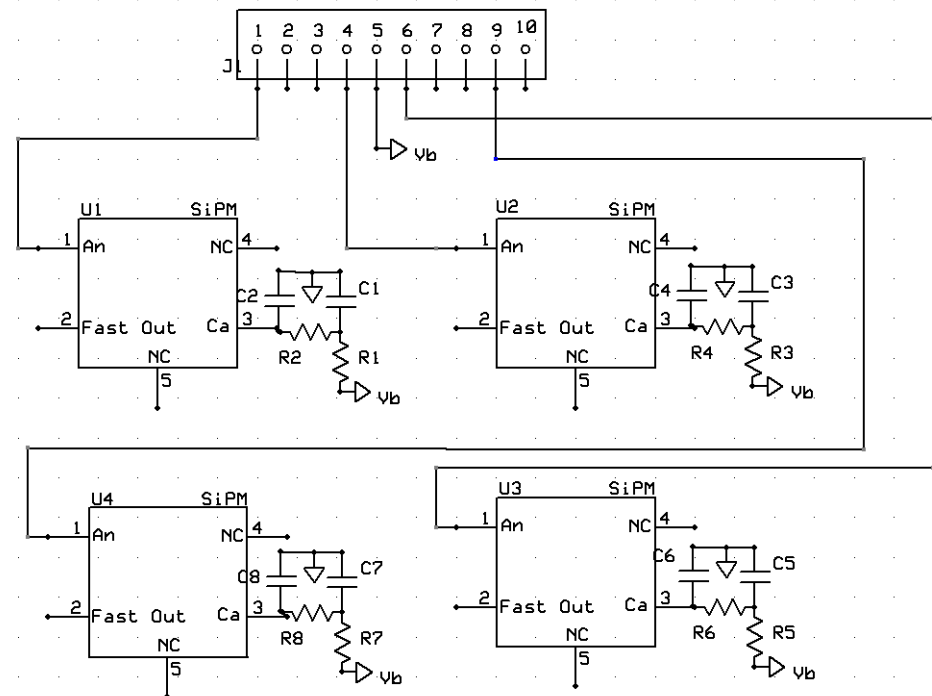 1 2 3 4 5 6 7 8 9 10
J1
Vb
U1 SiPM
1 An NC 4
2 Fast Out Ca 3
NC
5
C2 C1
R2 R1
Vb
U2 SiPM
1 An NC 4
2 Fast Out Ca 3
NC
5
C4 C3
R4 R3
Vb
U4 SiPM
1 An NC 4
2 Fast Out Ca 3
NC
5
C8 C7
R8 R7
Vb
U3 SiPM
1 An NC 4
2 Fast Out Ca 3
NC
5
C6 C5
R6 R5
Vb